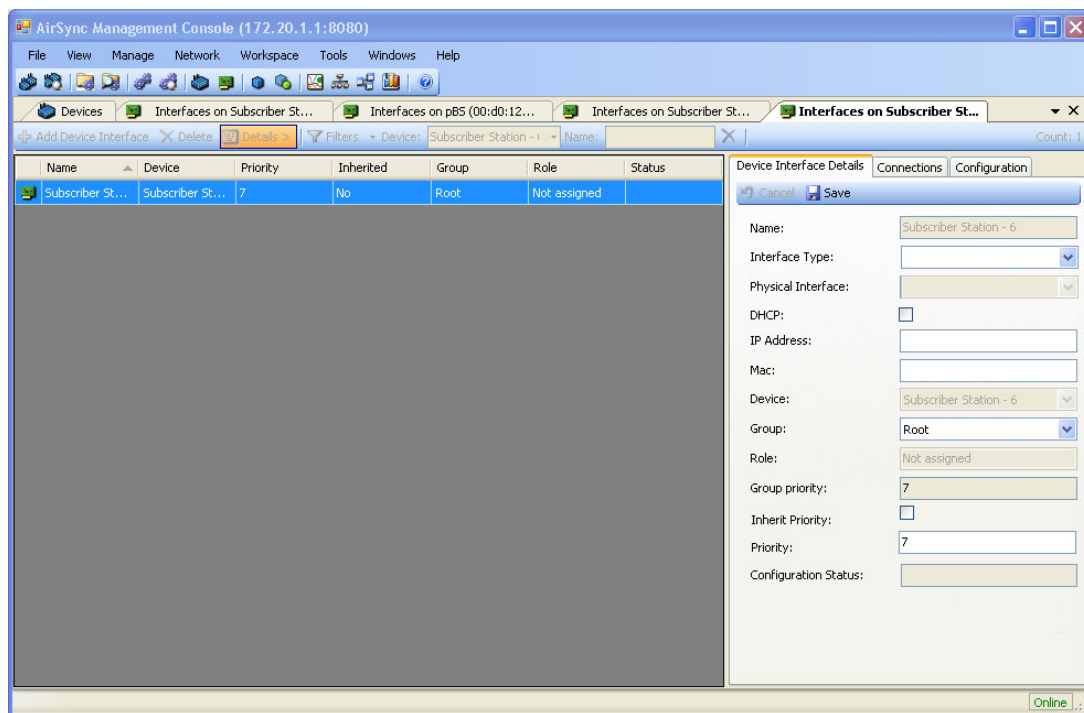 AirSync Management Console (172.20.1.1:8080)
File View Manage Network Workspace Tools Windows Help
Devices Interfaces on Subscriber St... Interfaces on pBS (00:d0:12... Interfaces on Subscriber St... Interfaces on Subscriber St...
Add Device Interface Delete Details > Filters Device: Subscriber Station - Name: Count: 1
Name Device Priority Inherited Group Role Status
Subscriber St... Subscriber St... 7 No Root Not assigned
Device Interface Details Connections Configuration
Cancel Save
Name: Subscriber Station - 6
Interface Type:
Physical Interface:
DHCP:
IP Address:
Mac:
Device: Subscriber Station - 6
Group: Root
Role: Not assigned
Group priority: 7
Inherit Priority:
Priority: 7
Configuration Status:
Online